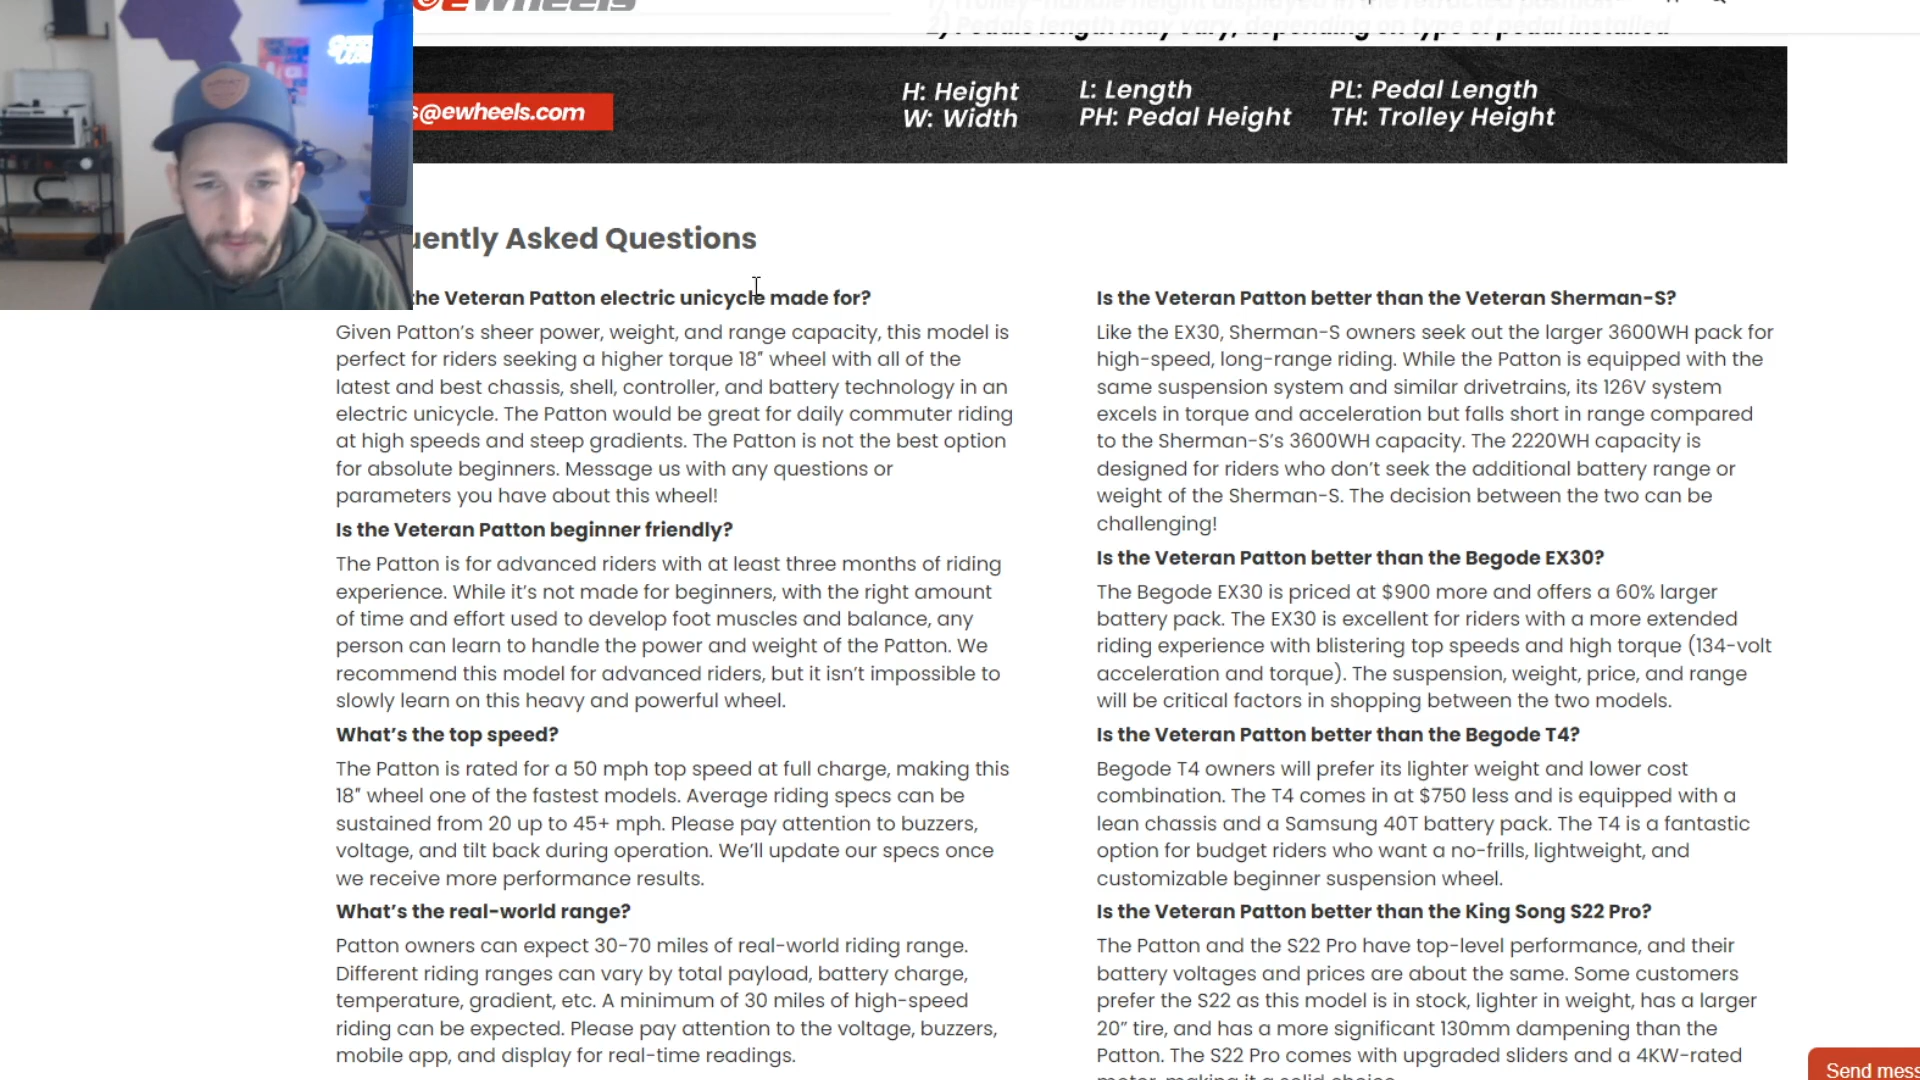 ewheels
1) Trolley-handle height displayed in the retracted position
2) Pedals length may vary, depending on type of pedal installed
s@ewheels.com
H: Height
L: Length
PL: Pedal Length
W: Width
PH: Pedal Height
TH: Trolley Height
uently Asked Questions
the Veteran Patton electric unicycle made for?
Given Patton's sheer power, weight, and range capacity, this model is
perfect for riders seeking a higher torque 18″ wheel with all of the
latest and best chassis, shell, controller, and battery technology in an
electric unicycle. The Patton would be great for daily commuter riding
at high speeds and steep gradients. The Patton is not the best option
for absolute beginners. Message us with any questions or
parameters you have about this wheel!
Is the Veteran Patton beginner friendly?
The Patton is for advanced riders with at least three months of riding
experience. While it's not made for beginners, with the right amount
of time and effort used to develop foot muscles and balance, any
person can learn to handle the power and weight of the Patton. We
recommend this model for advanced riders, but it isn't impossible to
slowly learn on this heavy and powerful wheel.
What's the top speed?
The Patton is rated for a 50 mph top speed at full charge, making this
18″ wheel one of the fastest models. Average riding specs can be
sustained from 20 up to 45+ mph. Please pay attention to buzzers,
voltage, and tilt back during operation. We'll update our specs once
we receive more performance results.
What's the real-world range?
Patton owners can expect 30-70 miles of real-world riding range.
Different riding ranges can vary by total payload, battery charge,
temperature, gradient, etc. A minimum of 30 miles of high-speed
riding can be expected. Please pay attention to the voltage, buzzers,
mobile app, and display for real-time readings.
Is the Veteran Patton better than the Veteran Sherman-S?
Like the EX30, Sherman-S owners seek out the larger 3600WH pack for
high-speed, long-range riding. While the Patton is equipped with the
same suspension system and similar drivetrains, its 126V system
excels in torque and acceleration but falls short in range compared
to the Sherman-S's 3600WH capacity. The 2220WH capacity is
designed for riders who don't seek the additional battery range or
weight of the Sherman-S. The decision between the two can be
challenging!
Is the Veteran Patton better than the Begode EX30?
The Begode EX30 is priced at $900 more and offers a 60% larger
battery pack. The EX30 is excellent for riders with a more extended
riding experience with blistering top speeds and high torque (134-volt
acceleration and torque). The suspension, weight, price, and range
will be critical factors in shopping between the two models.
Is the Veteran Patton better than the Begode T4?
Begode T4 owners will prefer its lighter weight and lower cost
combination. The T4 comes in at $750 less and is equipped with a
lean chassis and a Samsung 40T battery pack. The T4 is a fantastic
option for budget riders who want a no-frills, lightweight, and
customizable beginner suspension wheel.
Is the Veteran Patton better than the King Song S22 Pro?
The Patton and the S22 Pro have top-level performance, and their
battery voltages and prices are about the same. Some customers
prefer the S22 as this model is in stock, lighter in weight, has a larger
20” tire, and has a more significant 130mm dampening than the
Patton. The S22 Pro comes with upgraded sliders and a 4KW-rated
motor, making it a solid choice.
Send mess